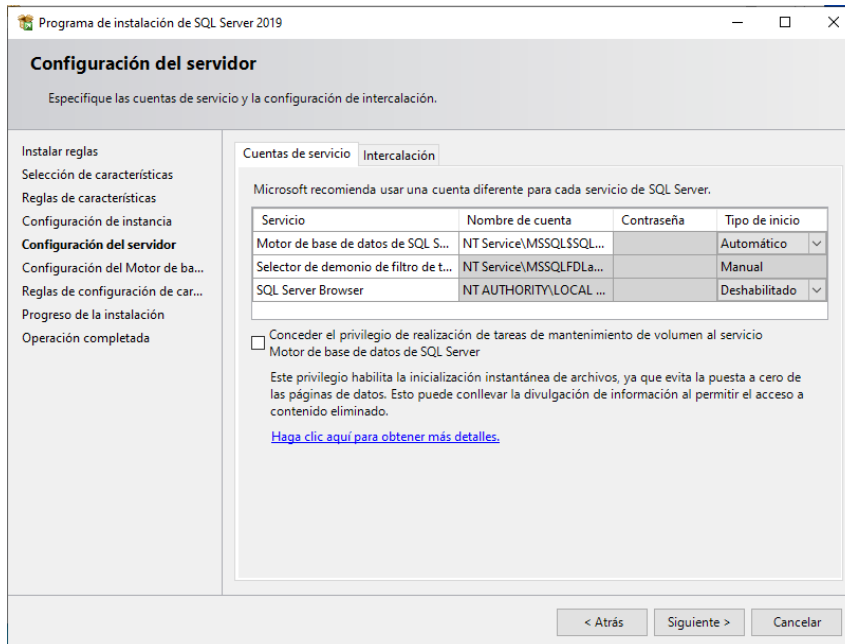 Programa de instalación de SQL Server 2019
Configuración del servidor
Especifique las cuentas de servicio y la configuración de intercalación.
Instalar reglas
Selección de características
Reglas de características
Configuración de instancia
Configuración del servidor
Configuración del Motor de ba...
Reglas de configuración de car...
Progreso de la instalación
Operación completada
Cuentas de servicio Intercalación
Microsoft recomienda usar una cuenta diferente para cada servicio de SQL Server.
Servicio Nombre de cuenta Contraseña Tipo de inicio
Motor de base de datos de SQL S... NT Service\MSSQL$SQL... Automático
Selector de demonio de filtro de t... NT Service\MSSQLFDLa... Manual
SQL Server Browser NT AUTHORITY\LOCAL ... Deshabilitado
Conceder el privilegio de realización de tareas de mantenimiento de volumen al servicio
Motor de base de datos de SQL Server
Este privilegio habilita la inicialización instantánea de archivos, ya que evita la puesta a cero de
las páginas de datos. Esto puede conllevar la divulgación de información al permitir el acceso a
contenido eliminado.
Haga clic aquí para obtener más detalles.
< Atrás Siguiente > Cancelar